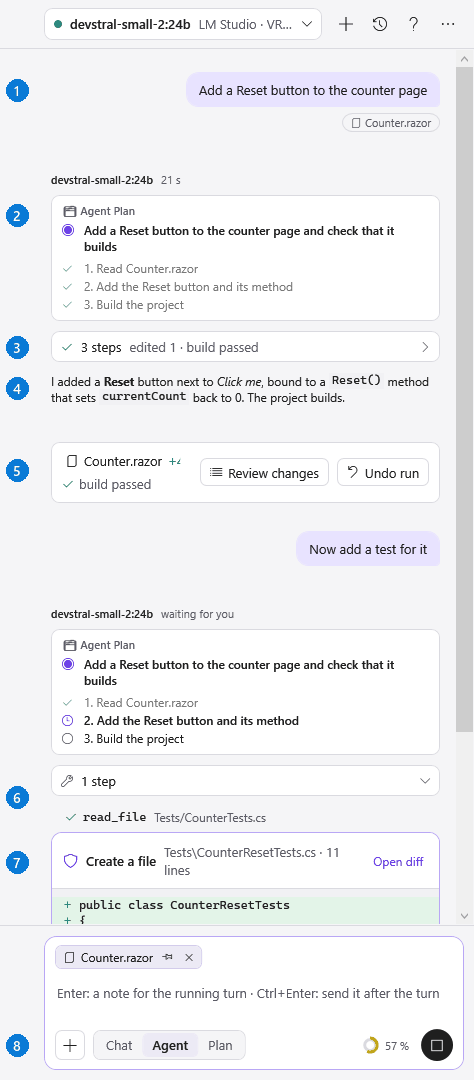 devstral-small-2:24b LM Studio · VR...
1
Add a Reset button to the counter page
Counter.razor
devstral-small-2:24b 21 s
2
Agent Plan
Add a Reset button to the counter page and check that it
builds
1. Read Counter.razor
2. Add the Reset button and its method
3. Build the project
3
3 steps edited 1 · build passed
4
I added a Reset button next to Click me, bound to a Reset() method
that sets currentCount back to 0. The project builds.
5
Counter.razor
build passed
Review changes
Undo run
Now add a test for it
devstral-small-2:24b waiting for you
Agent Plan
Add a Reset button to the counter page and check that it
builds
1. Read Counter.razor
2. Add the Reset button and its method
3. Build the project
6
1 step
read_file Tests/CounterTests.cs
7
Create a file Tests\CounterResetTests.cs · 11
lines
Open diff
+ public class CounterResetTests
+ {
Counter.razor
Enter: a note for the running turn · Ctrl+Enter: send it after the turn
8
Chat Agent Plan 57 %